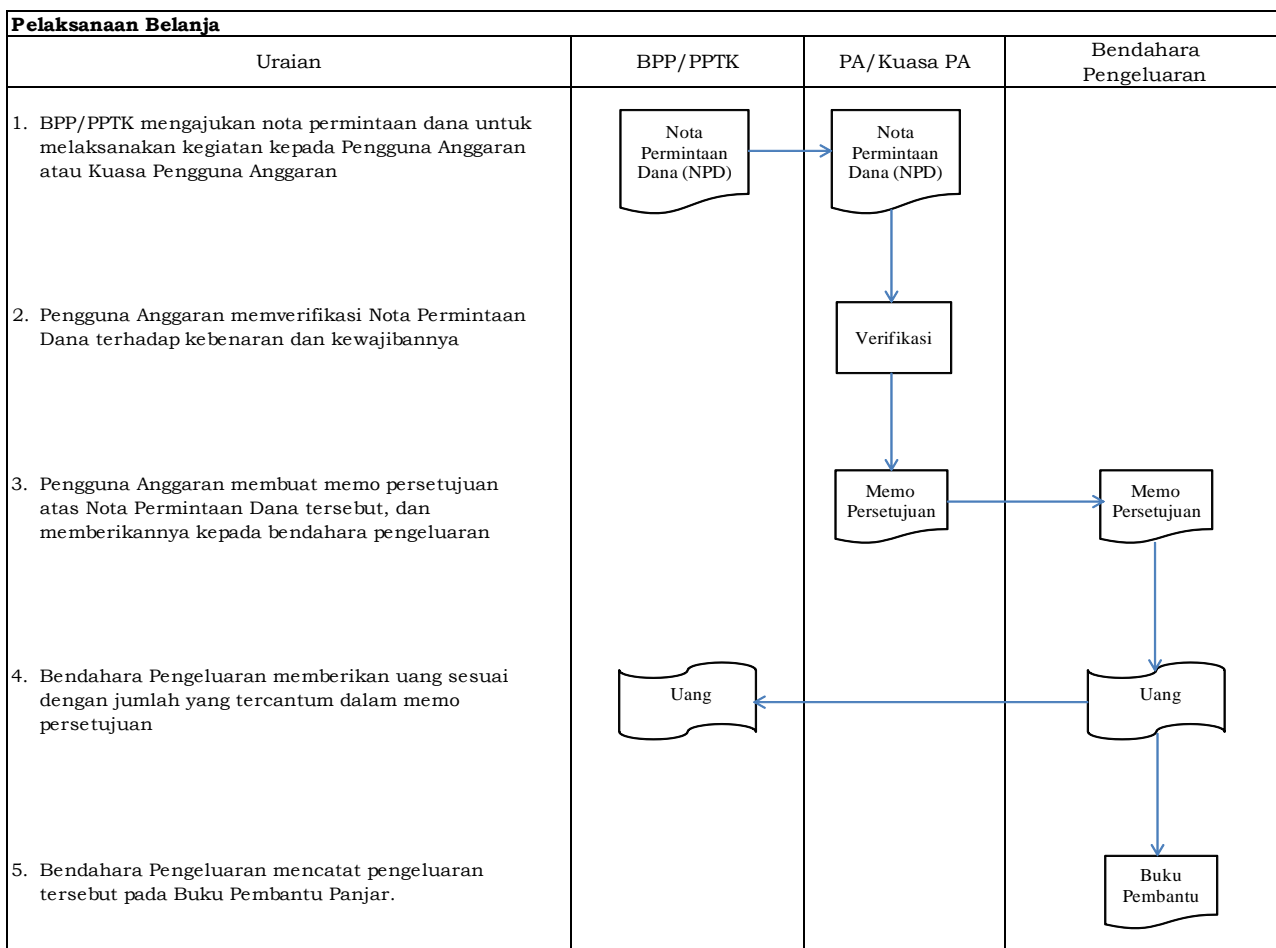 Pelaksanaan Belanja
Uraian
BPP/PPTK
PA/Kuasa PA
Bendahara
Pengeluaran
1. BPP/PPTK mengajukan nota permintaan dana untuk
melaksanakan kegiatan kepada Pengguna Anggaran
atau Kuasa Pengguna Anggaran
Nota
Permintaan
Dana (NPD)
Nota
Permintaan
Dana (NPD)
2. Pengguna Anggaran memverifikasi Nota Permintaan
Dana terhadap kebenaran dan kewajibannya
Verifikasi
3. Pengguna Anggaran membuat memo persetujuan
atas Nota Permintaan Dana tersebut, dan
memberikannya kepada bendahara pengeluaran
Memo
Persetujuan
Memo
Persetujuan
4. Bendahara Pengeluaran memberikan uang sesuai
dengan jumlah yang tercantum dalam memo
persetujuan
Uang
Uang
5. Bendahara Pengeluaran mencatat pengeluaran
tersebut pada Buku Pembantu Panjar.
Buku
Pembantu